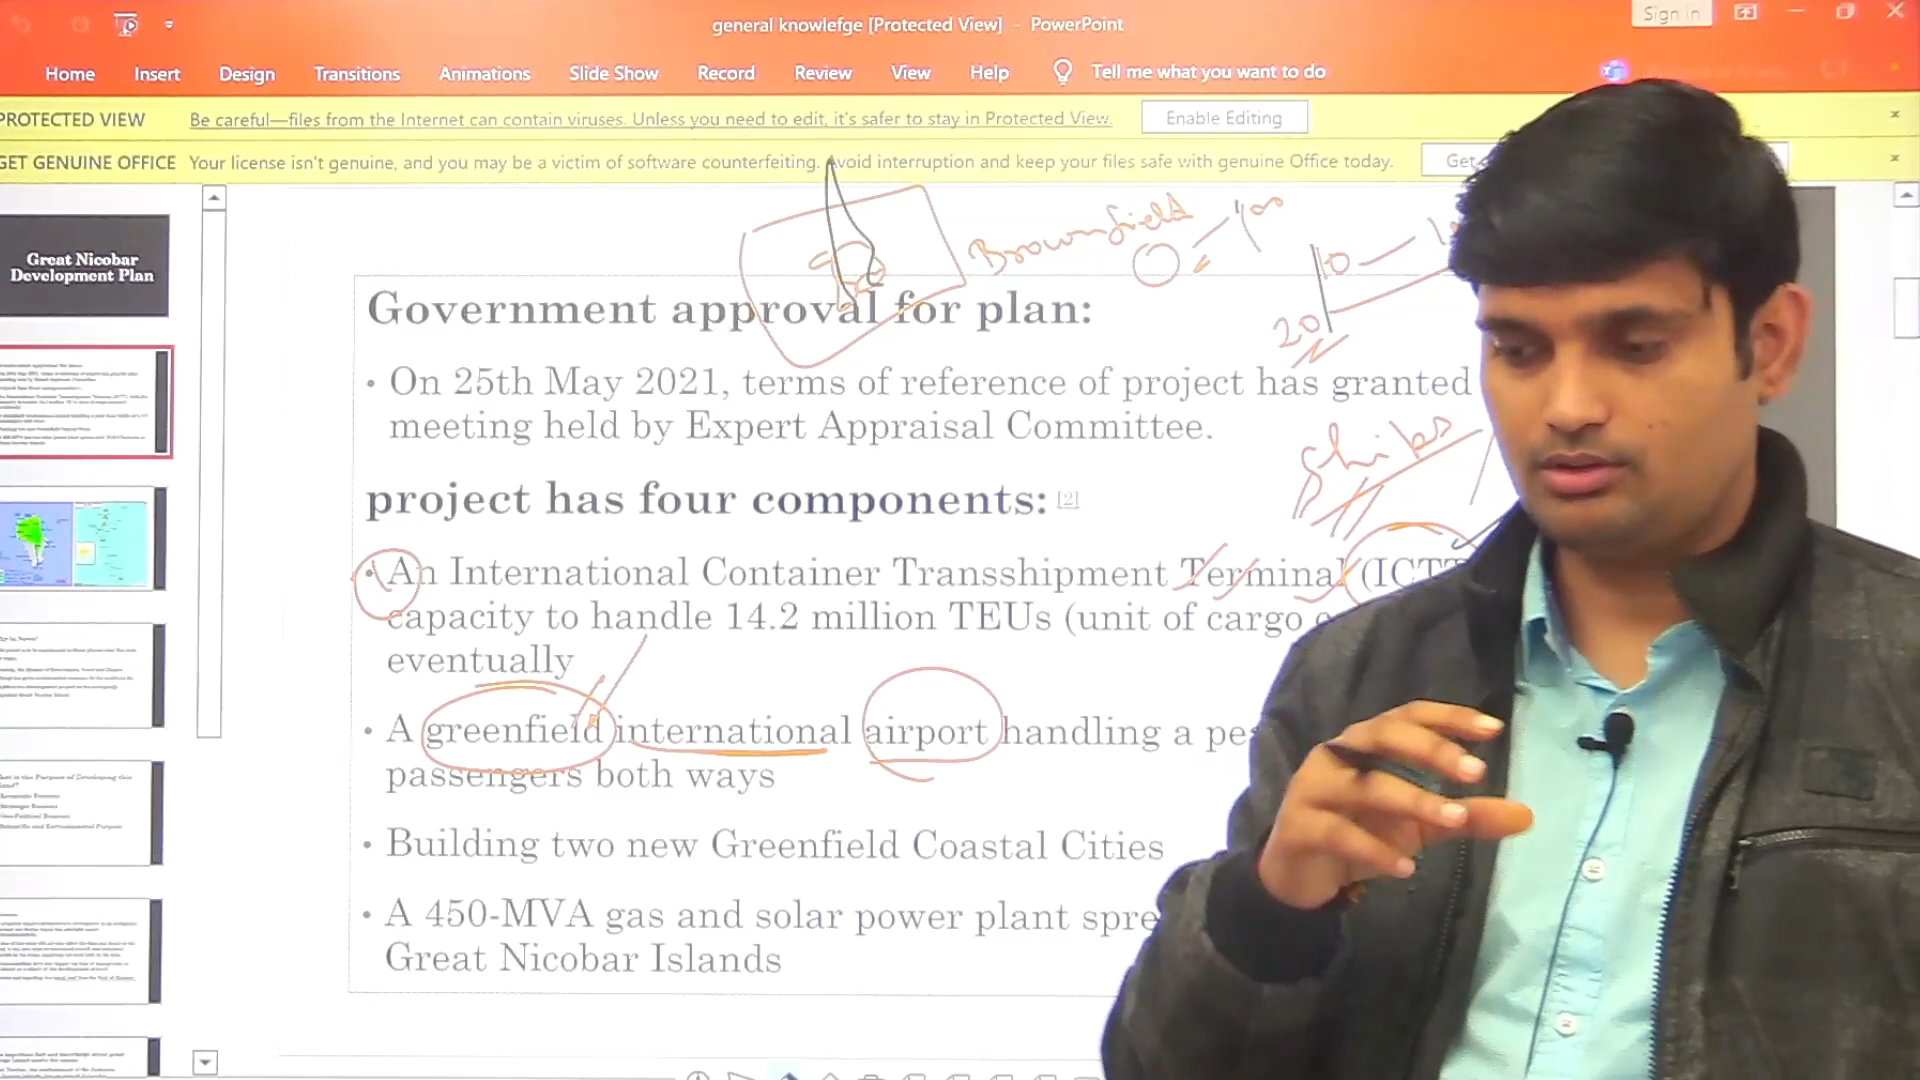 general knowlefge [Protected View] - PowerPoint
Sign in
Home Insert Design Transitions Animations Slide Show Record Review View Help Tell me what you want to do
PROTECTED VIEW Be careful—files from the Internet can contain viruses. Unless you need to edit, it's safer to stay in Protected View. Enable Editing
GET GENUINE OFFICE Your license isn't genuine, and you may be a victim of software counterfeiting. Avoid interruption and keep your files safe with genuine Office today. Get
Great Nicobar
Development Plan
Brownfield
10
20
Government approval for plan:
• On 25th May 2021, terms of reference of project has granted
meeting held by Expert Appraisal Committee.
Ships
project has four components: [2]
• An International Container Transshipment Terminal (ICTT
capacity to handle 14.2 million TEUs (unit of cargo
eventually
• A greenfield international airport handling a
passengers both ways
• Building two new Greenfield Coastal Cities
• A 450-MVA gas and solar power plant
Great Nicobar Islands